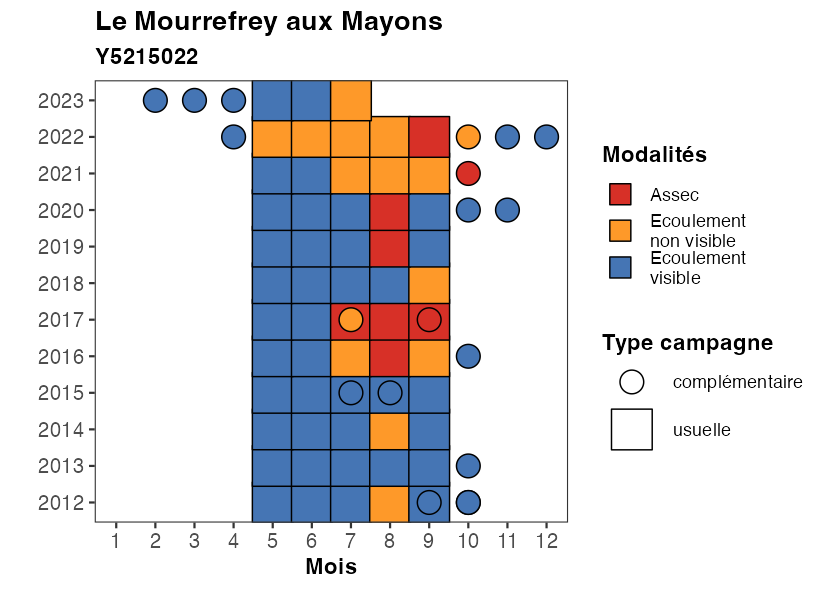 Le Mourrefrey aux Mayons
Y5215022
2023
2022
2021
2020
2019
2018
2017
2016
2015
2014
2013
2012
1 2 3 4 5 6 7 8 9 10 11 12
Mois
Modalités
Assec
Ecoulement
non visible
Ecoulement
visible
Type campagne
complémentaire
usuelle